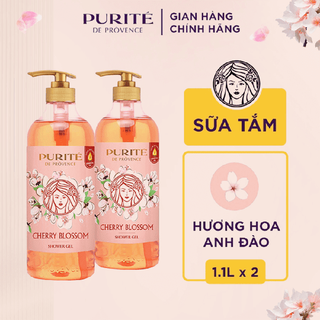 PURITÉ
DE PROVENCE
GIAN HÀNG
CHÍNH HÃNG
SỮA TẮM
HƯƠNG HOA
ANH ĐÀO
1.1L x 2
PURITÉ
DE PROVENCE
CHERRY BLOSSOM
SHOWER GEL
PURITÉ
DE PROVENCE
CHERRY BLOSSOM
SHOWER GEL